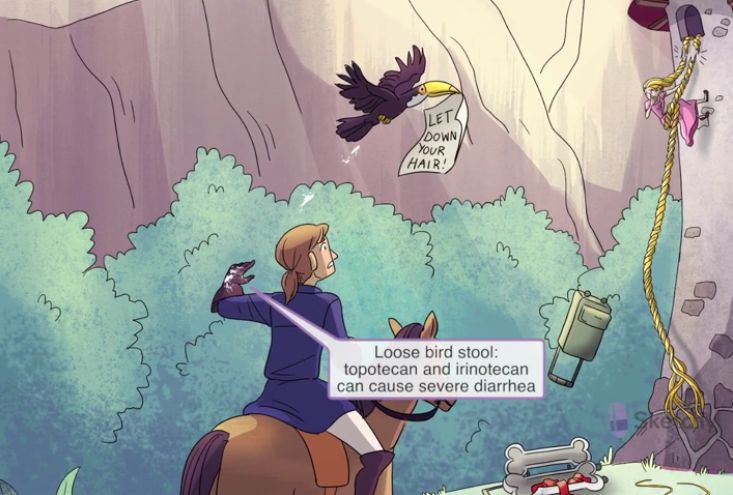 LET
DOWN
YOUR
HAIR!
Loose bird stool:
topotecan and irinotecan
can cause severe diarrhea
Sketchy